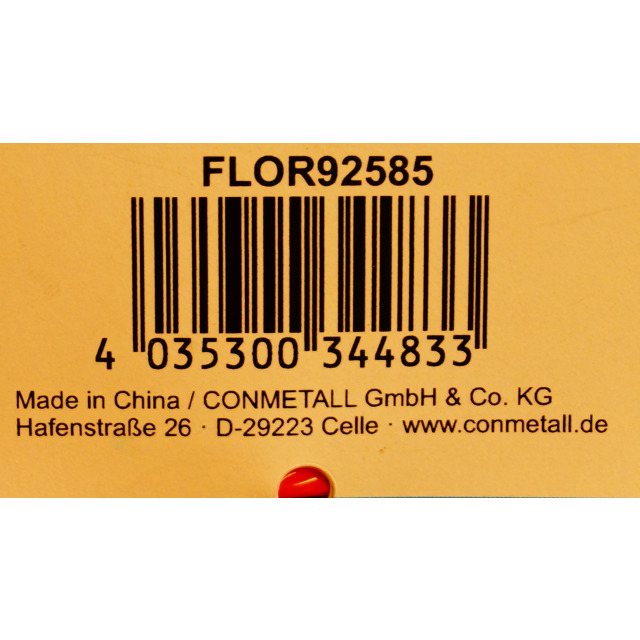 FLOR92585
4 035300 344833
Made in China / CONMETALL GmbH & Co. KG
Hafenstraße 26 · D-29223 Celle · www.conmetall.de